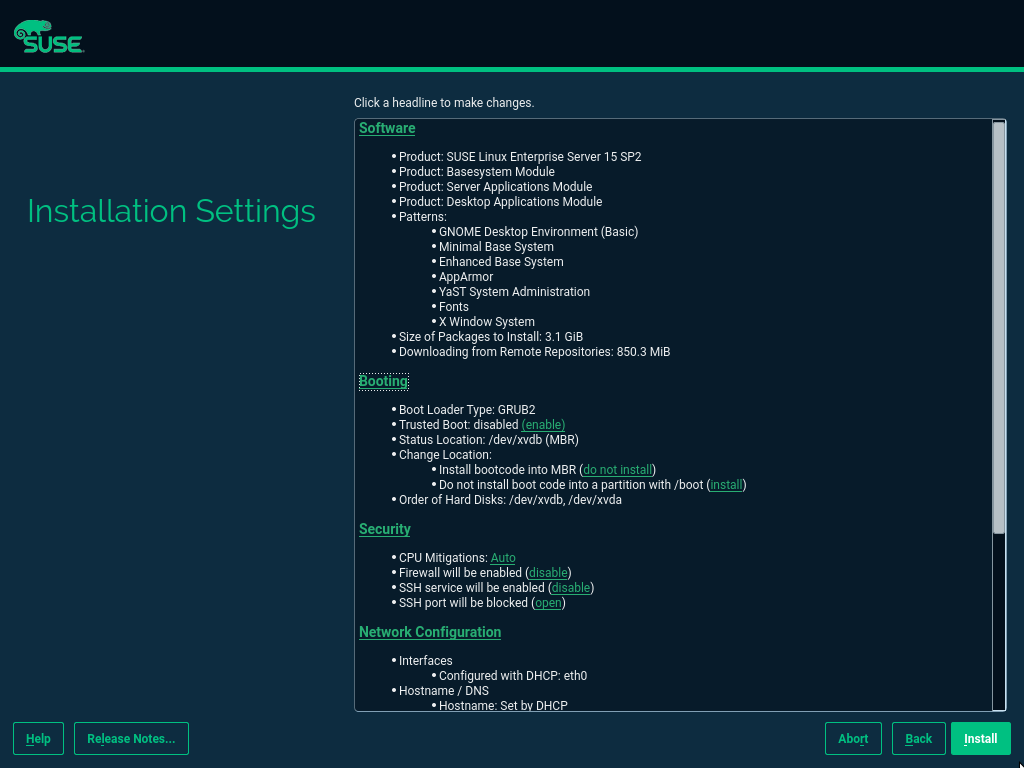 SUSE
Click a headline to make changes.
Installation Settings
Software
• Product: SUSE Linux Enterprise Server 15 SP2
• Product: Basesystem Module
• Product: Server Applications Module
• Product: Desktop Applications Module
• Patterns:
• GNOME Desktop Environment (Basic)
• Minimal Base System
• Enhanced Base System
• AppArmor
• YaST System Administration
• Fonts
• X Window System
• Size of Packages to Install: 3.1 GiB
• Downloading from Remote Repositories: 850.3 MiB
Booting
• Boot Loader Type: GRUB2
• Trusted Boot: disabled (enable)
• Status Location: /dev/xvdb (MBR)
• Change Location:
• Install bootcode into MBR (do not install)
• Do not install boot code into a partition with /boot (install)
• Order of Hard Disks: /dev/xvdb, /dev/xvda
Security
• CPU Mitigations: Auto
• Firewall will be enabled (disable)
• SSH service will be enabled (disable)
• SSH port will be blocked (open)
Network Configuration
• Interfaces
• Configured with DHCP: eth0
• Hostname / DNS
• Hostname: Set by DHCP
Help
Release Notes...
Abort
Back
Install